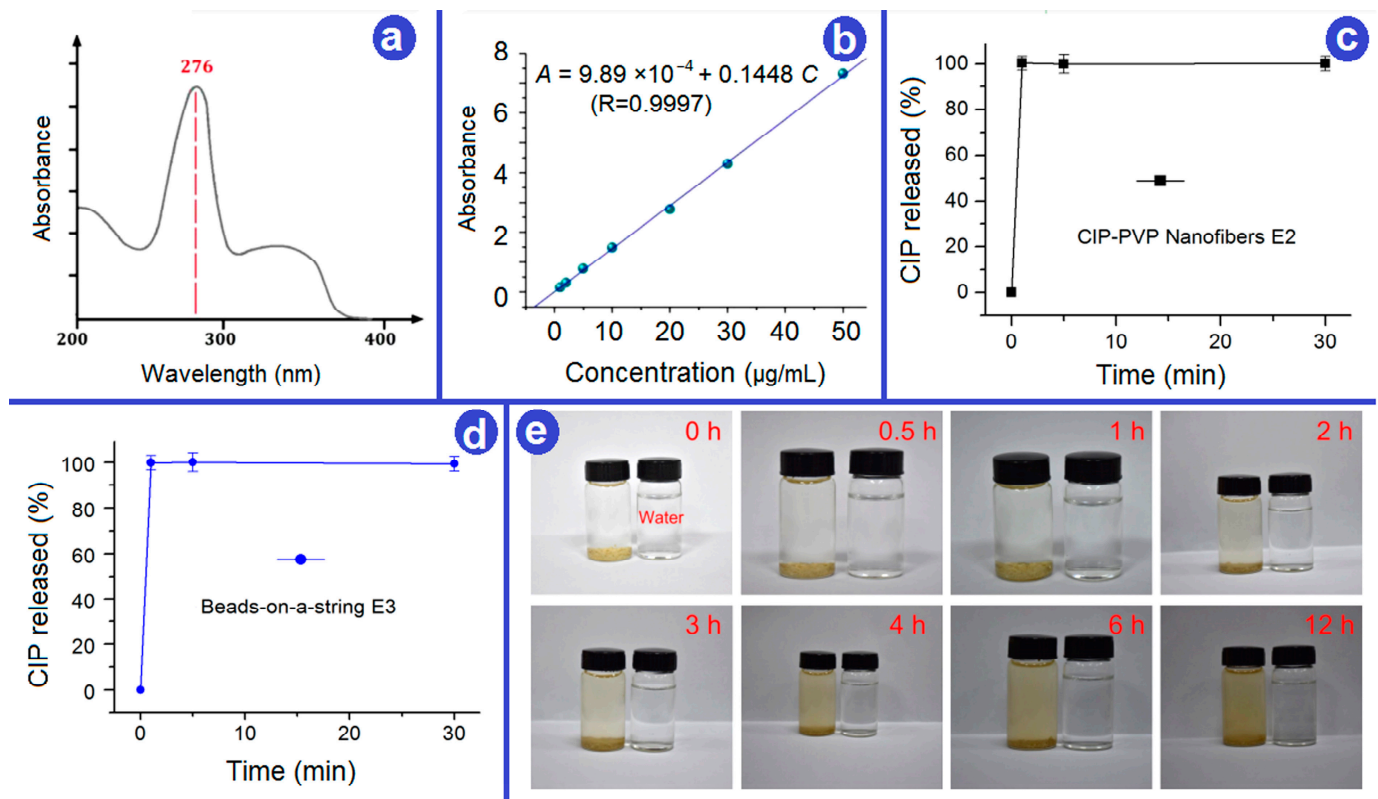 a
276
Absorbance
200
300
400
Wavelength (nm)
b
8
6
4
2
0
A = 9.89 ×10⁻⁴ + 0.1448 C
(R=0.9997)
Absorbance
0 10 20 30 40 50
Concentration (µg/mL)
c
100
80
60
40
20
0
CIP released (%)
CIP-PVP Nanofibers E2
0 10 20 30
Time (min)
d
100
80
60
40
20
0
CIP released (%)
Beads-on-a-string E3
0 10 20 30
Time (min)
e
0 h
Water
0.5 h
1 h
2 h
3 h
4 h
6 h
12 h